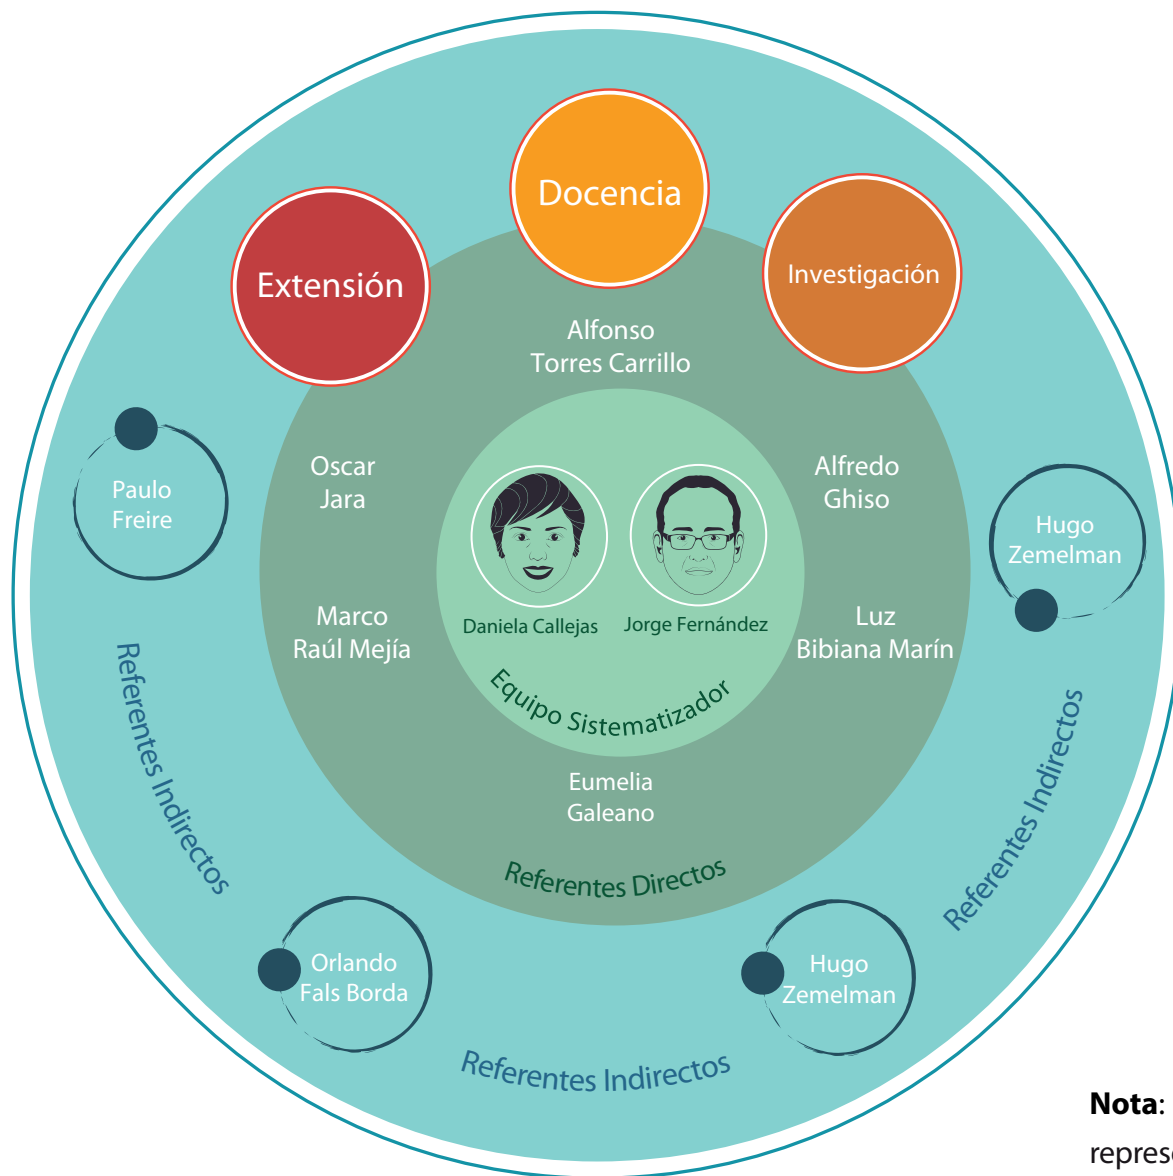 Docencia
Extensión
Investigación
Alfonso
Torres Carrillo
Oscar
Jara
Alfredo
Ghiso
Paulo
Freire
Hugo
Zemelman
Marco
Raúl Mejía
Luz
Bibiana Marín
Daniela Callejas
Jorge Fernández
Equipo Sistematizador
Eumelia
Galeano
Referentes Directos
Referentes Indirectos
Referentes Indirectos
Orlando
Fals Borda
Hugo
Zemelman
Referentes Indirectos
Nota: